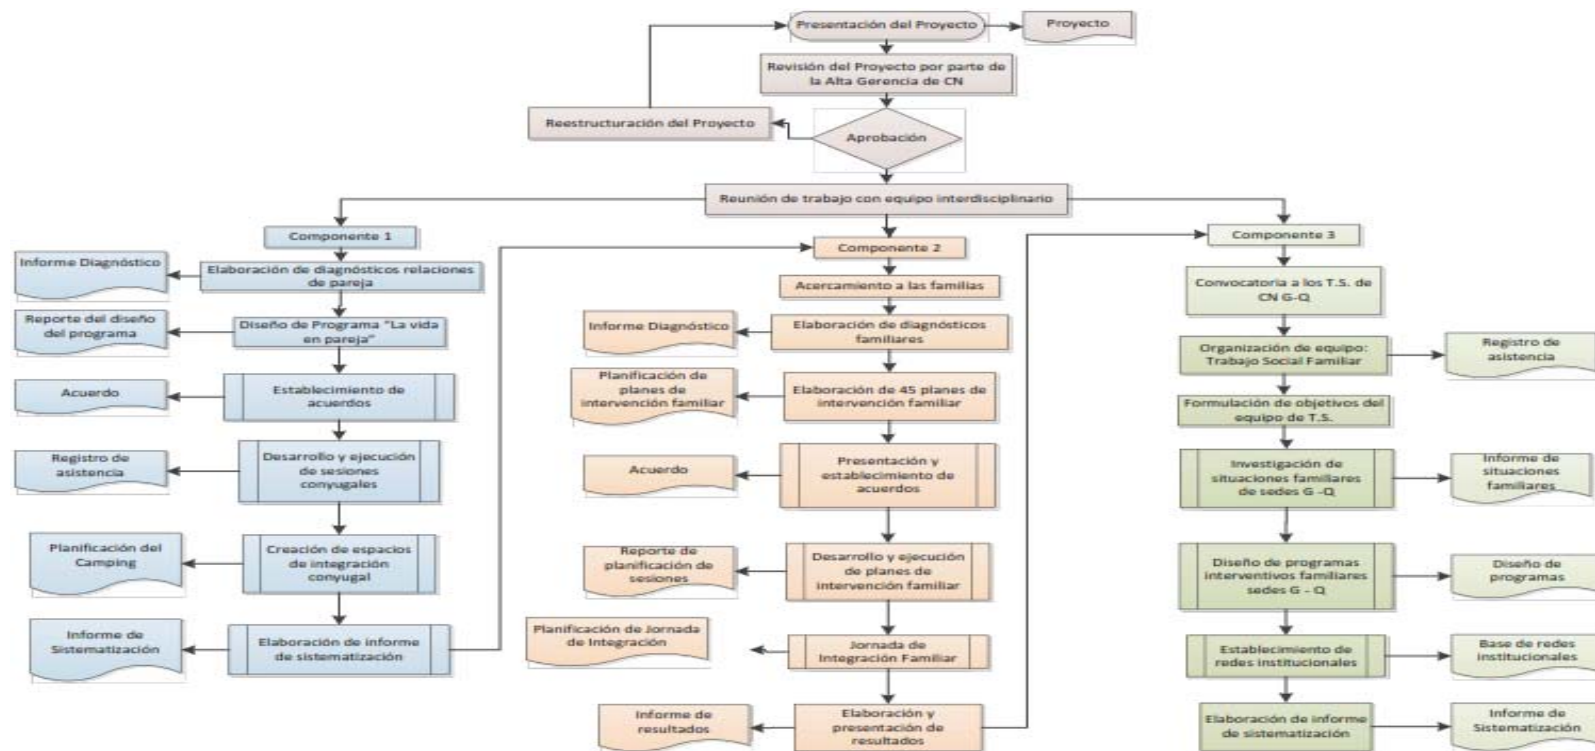 Presentación del Proyecto
Proyecto
Revisión del Proyecto por parte de
la Alta Gerencia de CN
Reestructuración del Proyecto
Aprobación
Reunión de trabajo con equipo interdisciplinario
Componente 1
Informe Diagnóstico
Elaboración de diagnósticos relaciones
de pareja
Reporte del diseño
del programa
Diseño de Programa "La vida
en pareja"
Acuerdo
Establecimiento de
acuerdos
Registro de
asistencia
Desarrollo y ejecución
de sesiones
conyugales
Planificación del
Camping
Creación de espacios
de integración
conyugal
Informe de
Sistematización
Elaboración de informe
de sistematización
Componente 2
Acercamiento a las familias
Informe Diagnóstico
Elaboración de diagnósticos
familiares
Planificación de
planes de
intervención familiar
Elaboración de 45 planes de
intervención familiar
Acuerdo
Presentación y
establecimiento de
acuerdos
Reporte de
planificación de
sesiones
Desarrollo y ejecución
de planes de
intervención familiar
Planificación de Jornada
de Integración
Jornada de
Integración Familiar
Informe de
resultados
Elaboración y
presentación de
resultados
Componente 3
Convocatoria a los T.S. de
CN G-Q
Organización de equipo:
Trabajo Social Familiar
Registro de
asistencia
Formulación de objetivos del
equipo de T.S.
Investigación de
situaciones familiares
de sedes G -Q
Informe de
situaciones
familiares
Diseño de programas
interventivos familiares
sedes G - Q
Diseño de
programas
Establecimiento de
redes institucionales
Base de redes
institucionales
Elaboración de informe
de sistematización
Informe de
Sistematización